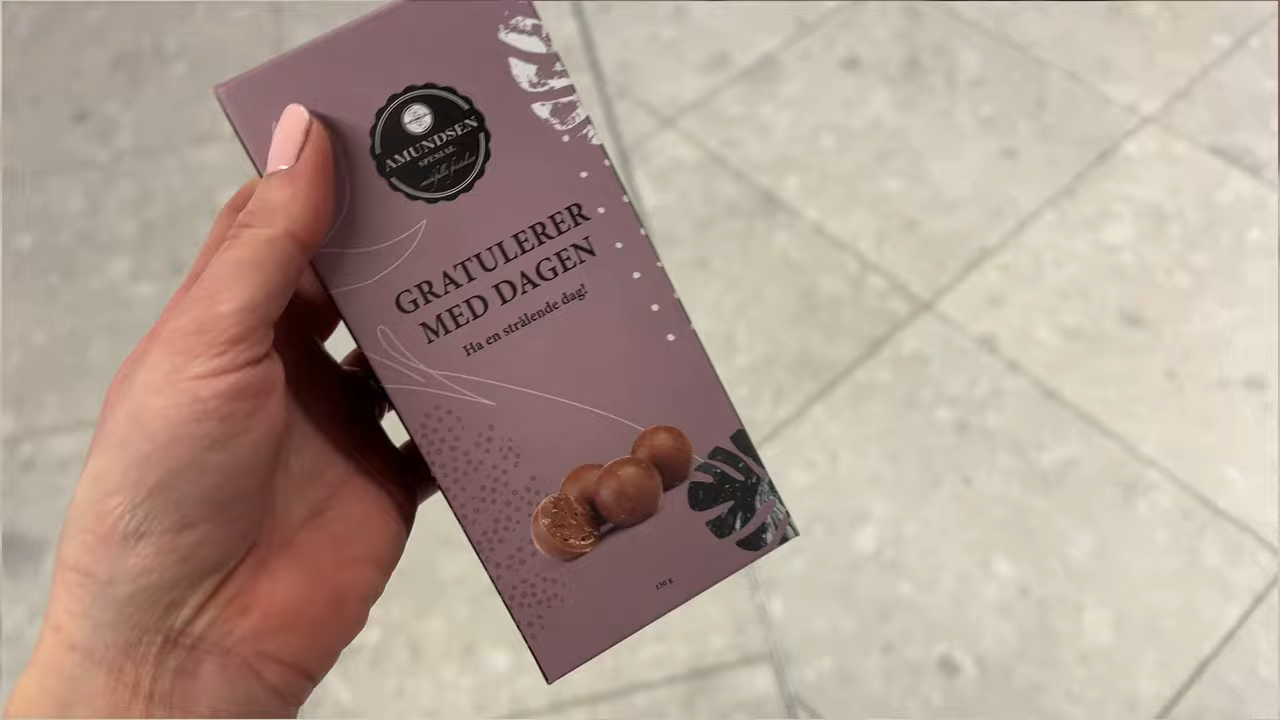 AMUNDSEN
SPESIAL
GRATULERER
MED DAGEN
Ha en strålende dag!
130 g